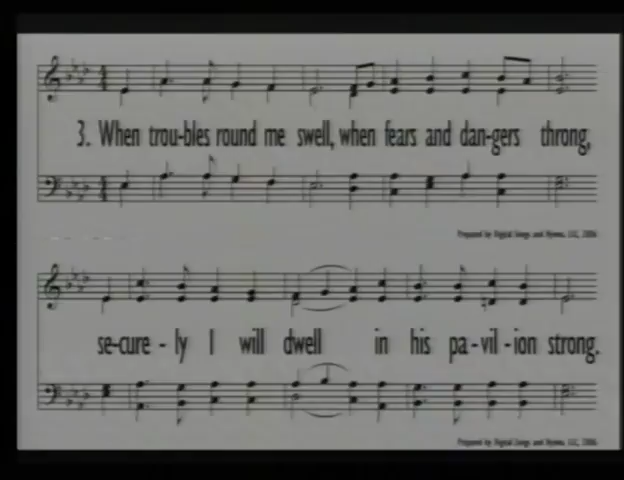 3. When trou-bles round me swell, when fears and dan-gers throng,
Prepared by Digital Songs and Hymns, LLC, 2006
se-cure - ly I will dwell in his pa - vil - ion strong.
Prepared by Digital Songs and Hymns, LLC, 2006